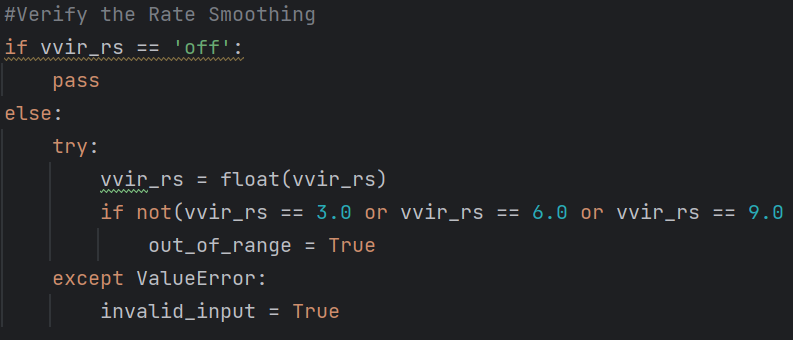 #Verify the Rate Smoothing
if vvir_rs == 'off':
    pass
else:
    try:
        vvir_rs = float(vvir_rs)
        if not(vvir_rs == 3.0 or vvir_rs == 6.0 or vvir_rs == 9.0
            out_of_range = True
    except ValueError:
        invalid_input = True